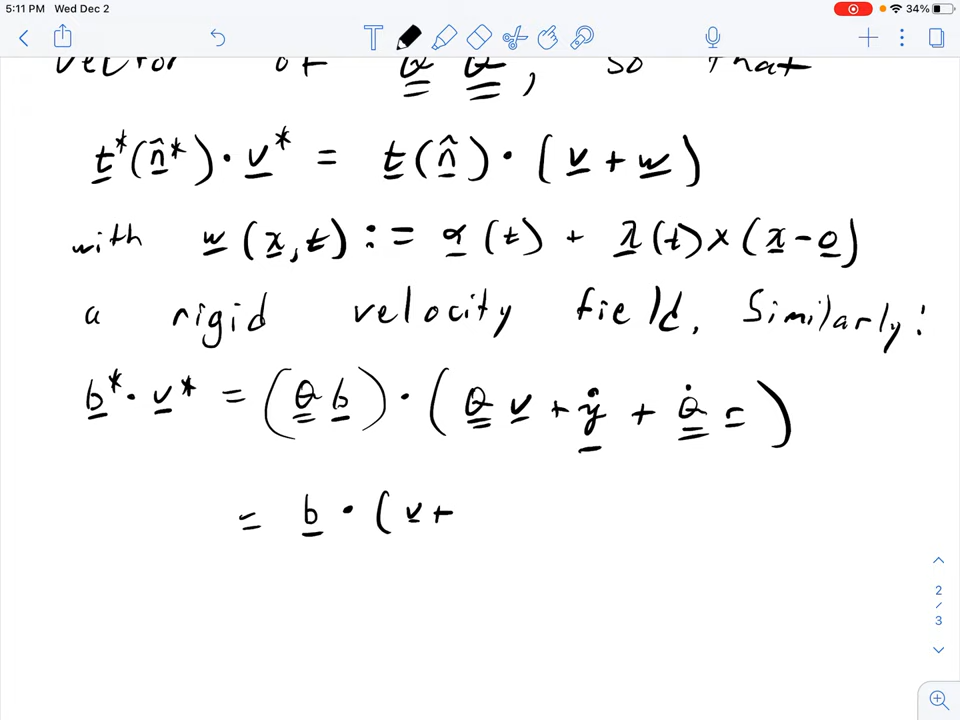 5:11 PM Wed Dec 2
34%
vector of Q̲̲ Q̲̲, so that
t̲*(n̲̂*) · v̲* = t̲(n̲̂) · (v̲ + w̲)
with w̲(x̲, t) := α̲(t) + λ̲(t) × (x̲ - o̲)
a rigid velocity field. Similarly:
b̲* · v̲* = (Q̲̲ b̲) · (Q̲̲ v̲ + ẏ̲ + Q̲̲̇ r̲)
= b̲ · (v̲ +
2
/
3